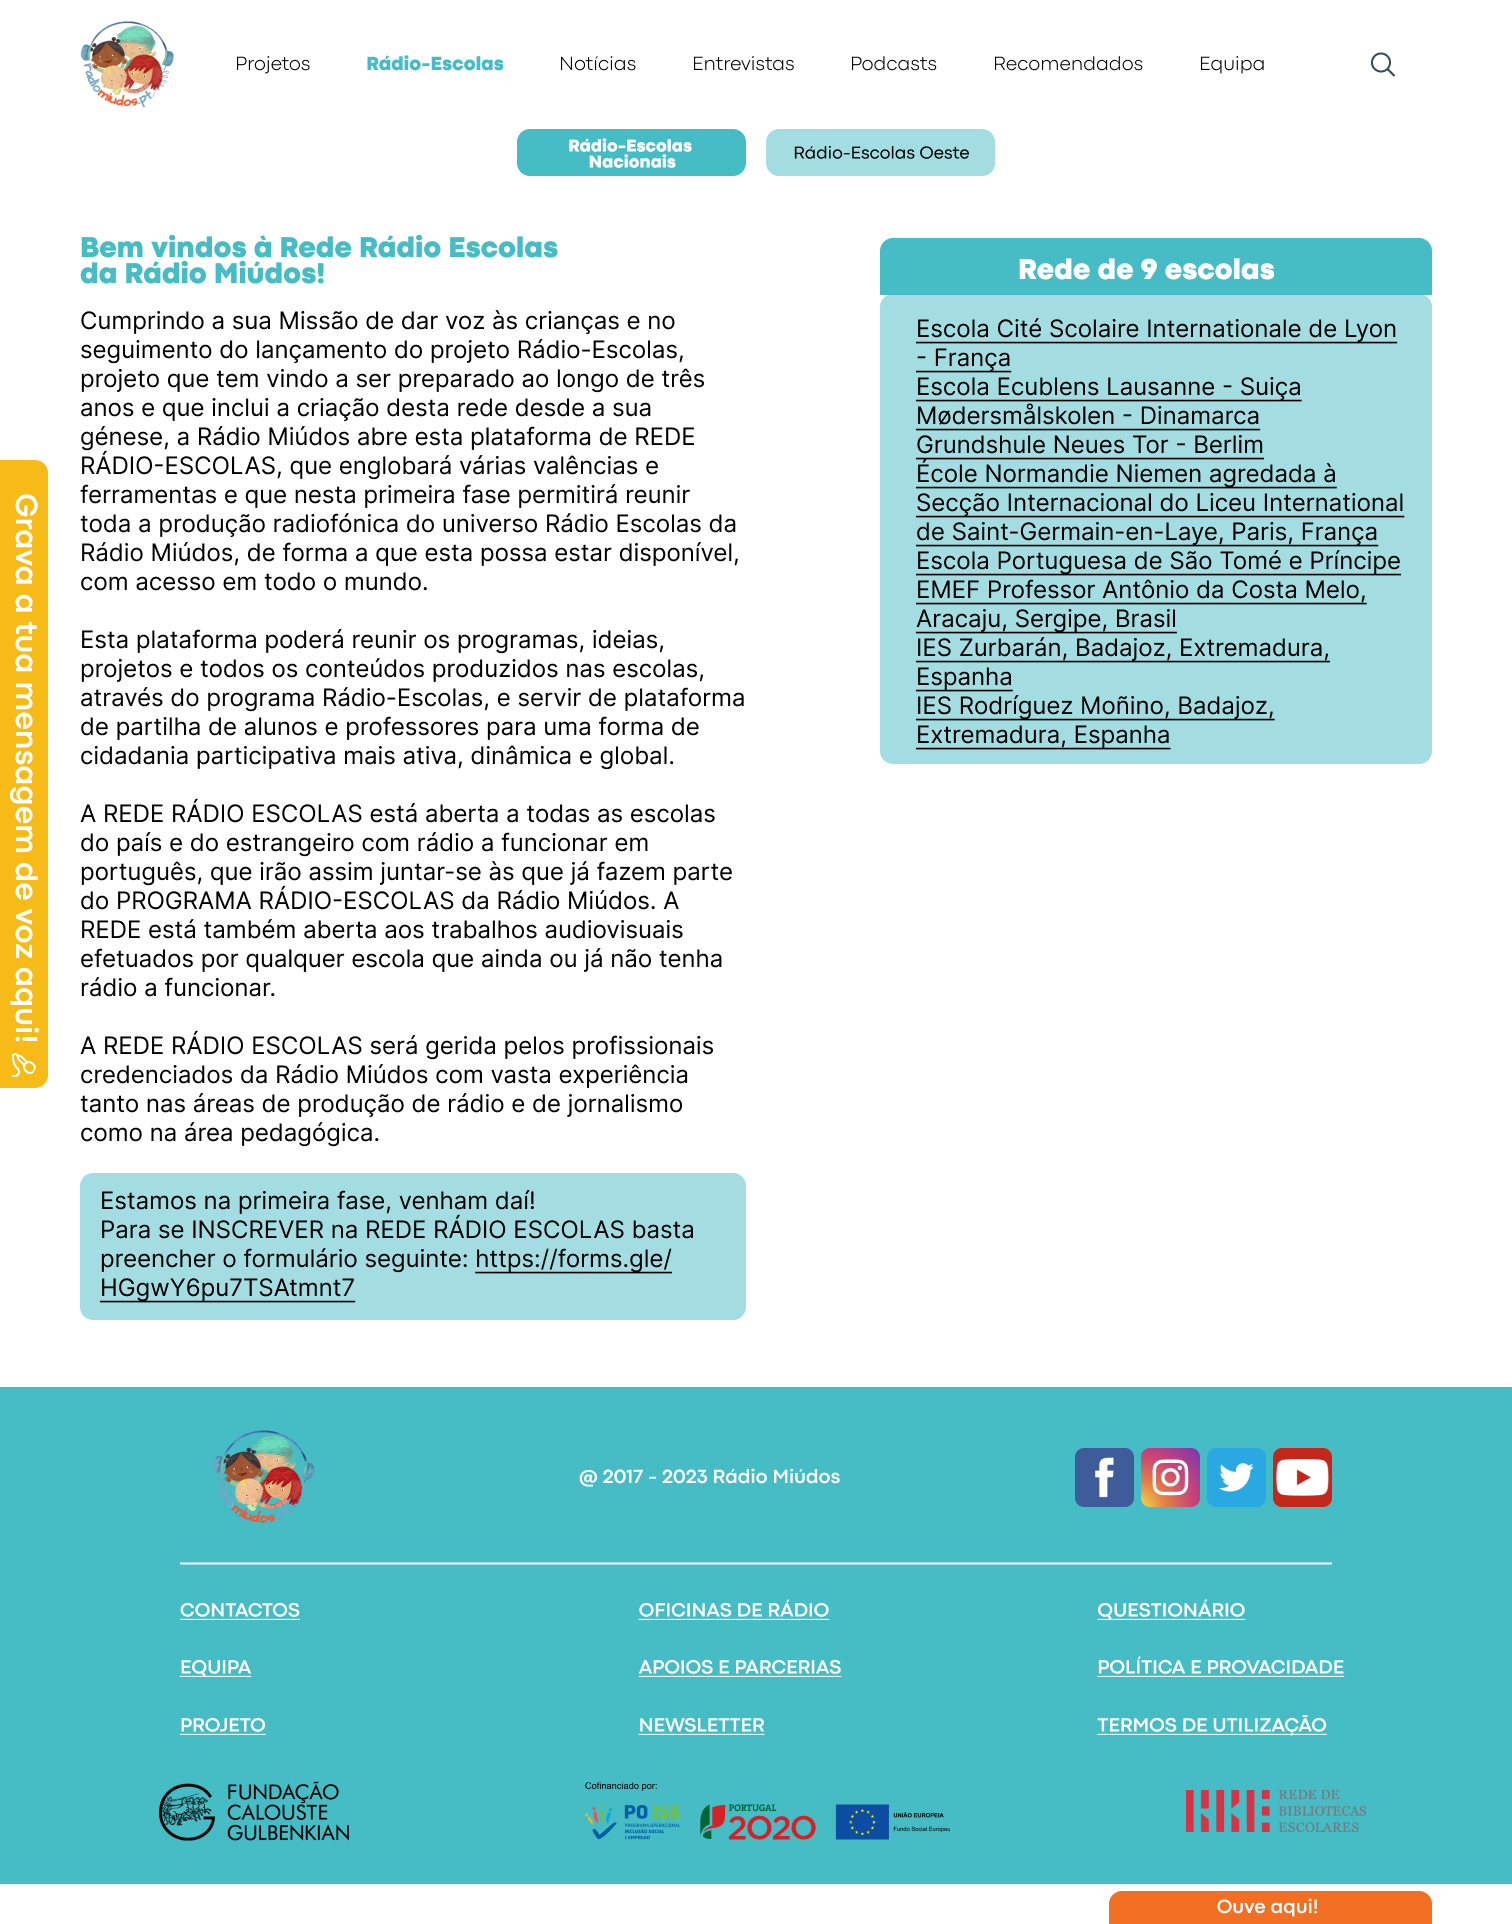 radiomiudos.pt
Projetos
Rádio-Escolas
Notícias
Entrevistas
Podcasts
Recomendados
Equipa
Rádio-Escolas
Nacionais
Rádio-Escolas Oeste
Bem vindos à Rede Rádio Escolas
da Rádio Miúdos!
Cumprindo a sua Missão de dar voz às crianças e no
seguimento do lançamento do projeto Rádio-Escolas,
projeto que tem vindo a ser preparado ao longo de três
anos e que inclui a criação desta rede desde a sua
génese, a Rádio Miúdos abre esta plataforma de REDE
RÁDIO-ESCOLAS, que englobará várias valências e
ferramentas e que nesta primeira fase permitirá reunir
toda a produção radiofónica do universo Rádio Escolas da
Rádio Miúdos, de forma a que esta possa estar disponível,
com acesso em todo o mundo.
Esta plataforma poderá reunir os programas, ideias,
projetos e todos os conteúdos produzidos nas escolas,
através do programa Rádio-Escolas, e servir de plataforma
de partilha de alunos e professores para uma forma de
cidadania participativa mais ativa, dinâmica e global.
A REDE RÁDIO ESCOLAS está aberta a todas as escolas
do país e do estrangeiro com rádio a funcionar em
português, que irão assim juntar-se às que já fazem parte
do PROGRAMA RÁDIO-ESCOLAS da Rádio Miúdos. A
REDE está também aberta aos trabalhos audiovisuais
efetuados por qualquer escola que ainda ou já não tenha
rádio a funcionar.
A REDE RÁDIO ESCOLAS será gerida pelos profissionais
credenciados da Rádio Miúdos com vasta experiência
tanto nas áreas de produção de rádio e de jornalismo
como na área pedagógica.
Estamos na primeira fase, venham daí!
Para se INSCREVER na REDE RÁDIO ESCOLAS basta
preencher o formulário seguinte: https://forms.gle/
HGgwY6pu7TSAtmnt7
Rede de 9 escolas
Escola Cité Scolaire Internationale de Lyon
- França
Escola Ecublens Lausanne - Suiça
Mødersmålskolen - Dinamarca
Grundshule Neues Tor - Berlim
École Normandie Niemen agredada à
Secção Internacional do Liceu International
de Saint-Germain-en-Laye, Paris, França
Escola Portuguesa de São Tomé e Príncipe
EMEF Professor Antônio da Costa Melo,
Aracaju, Sergipe, Brasil
IES Zurbarán, Badajoz, Extremadura,
Espanha
IES Rodríguez Moñino, Badajoz,
Extremadura, Espanha
Grava a tua mensagem de voz aqui!
miúdos
@ 2017 - 2023 Rádio Miúdos
CONTACTOS
OFICINAS DE RÁDIO
QUESTIONÁRIO
EQUIPA
APOIOS E PARCERIAS
POLÍTICA E PROVACIDADE
PROJETO
NEWSLETTER
TERMOS DE UTILIZAÇÃO
FUNDAÇÃO
CALOUSTE
GULBENKIAN
Cofinanciado por:
PO ISE
PROGRAMA OPERACIONAL
INCLUSÃO SOCIAL
E EMPREGO
PORTUGAL
2020
UNIÃO EUROPEIA
Fundo Social Europeu
REDE DE
BIBLIOTECAS
ESCOLARES
Ouve aqui!